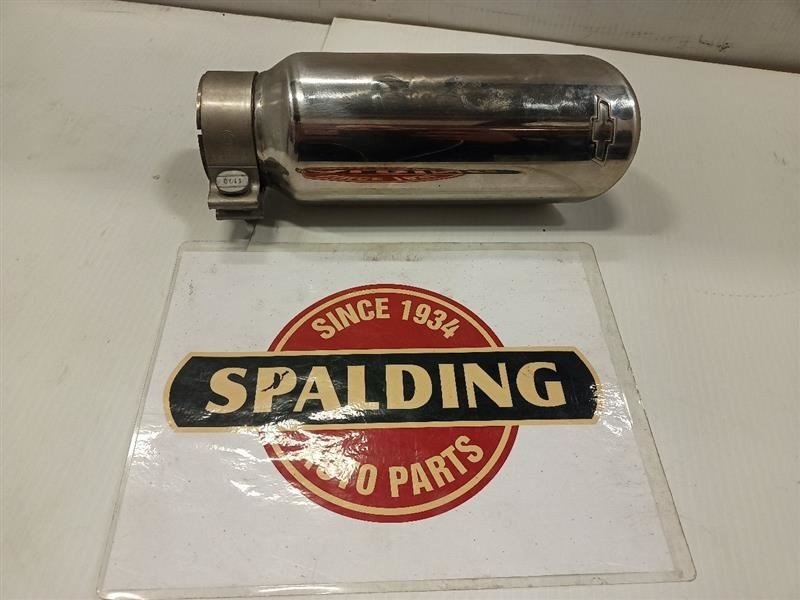 SINCE 1934
SPALDING
AUTO PARTS